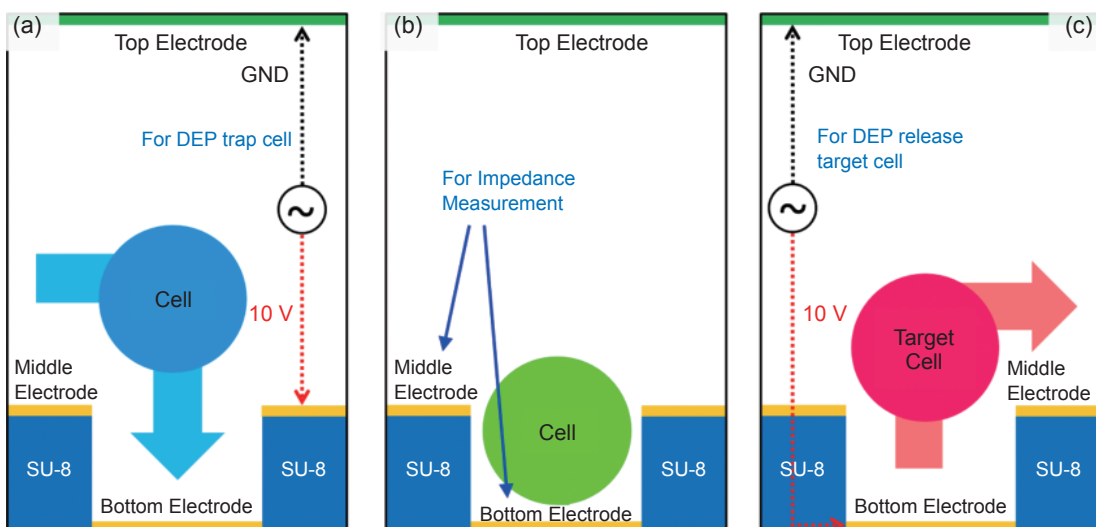 (a)
Top Electrode
GND
For DEP trap cell
~
Cell
10 V
Middle
Electrode
SU-8
SU-8
Bottom Electrode
(b)
Top Electrode
For Impedance
Measurement
Middle
Electrode
Cell
SU-8
SU-8
Bottom Electrode
(c)
Top Electrode
GND
For DEP release
target cell
~
10 V
Target
Cell
Middle
Electrode
SU-8
SU-8
Bottom Electrode